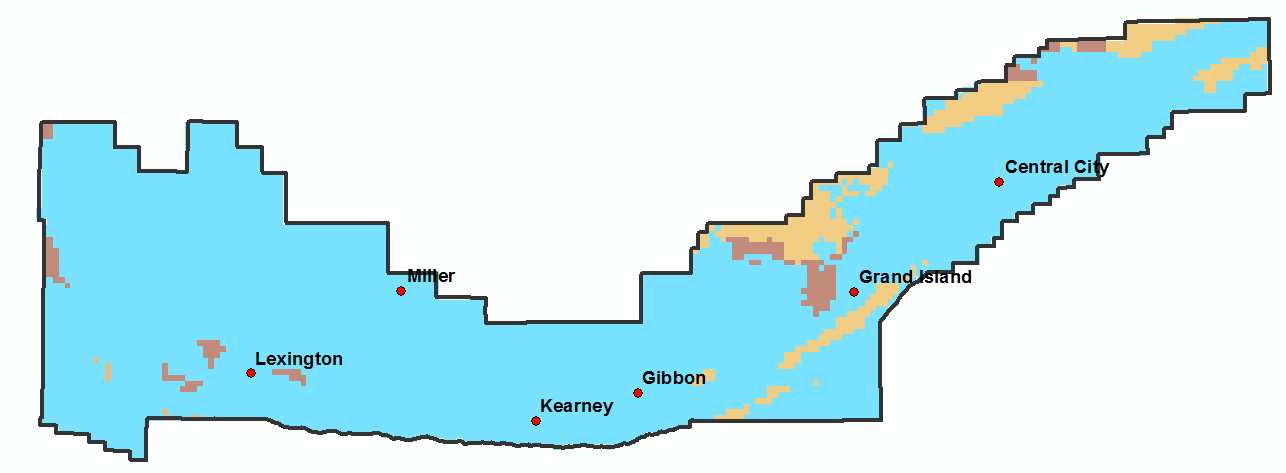 Central City
Miller
Grand Island
Lexington
Gibbon
Kearney